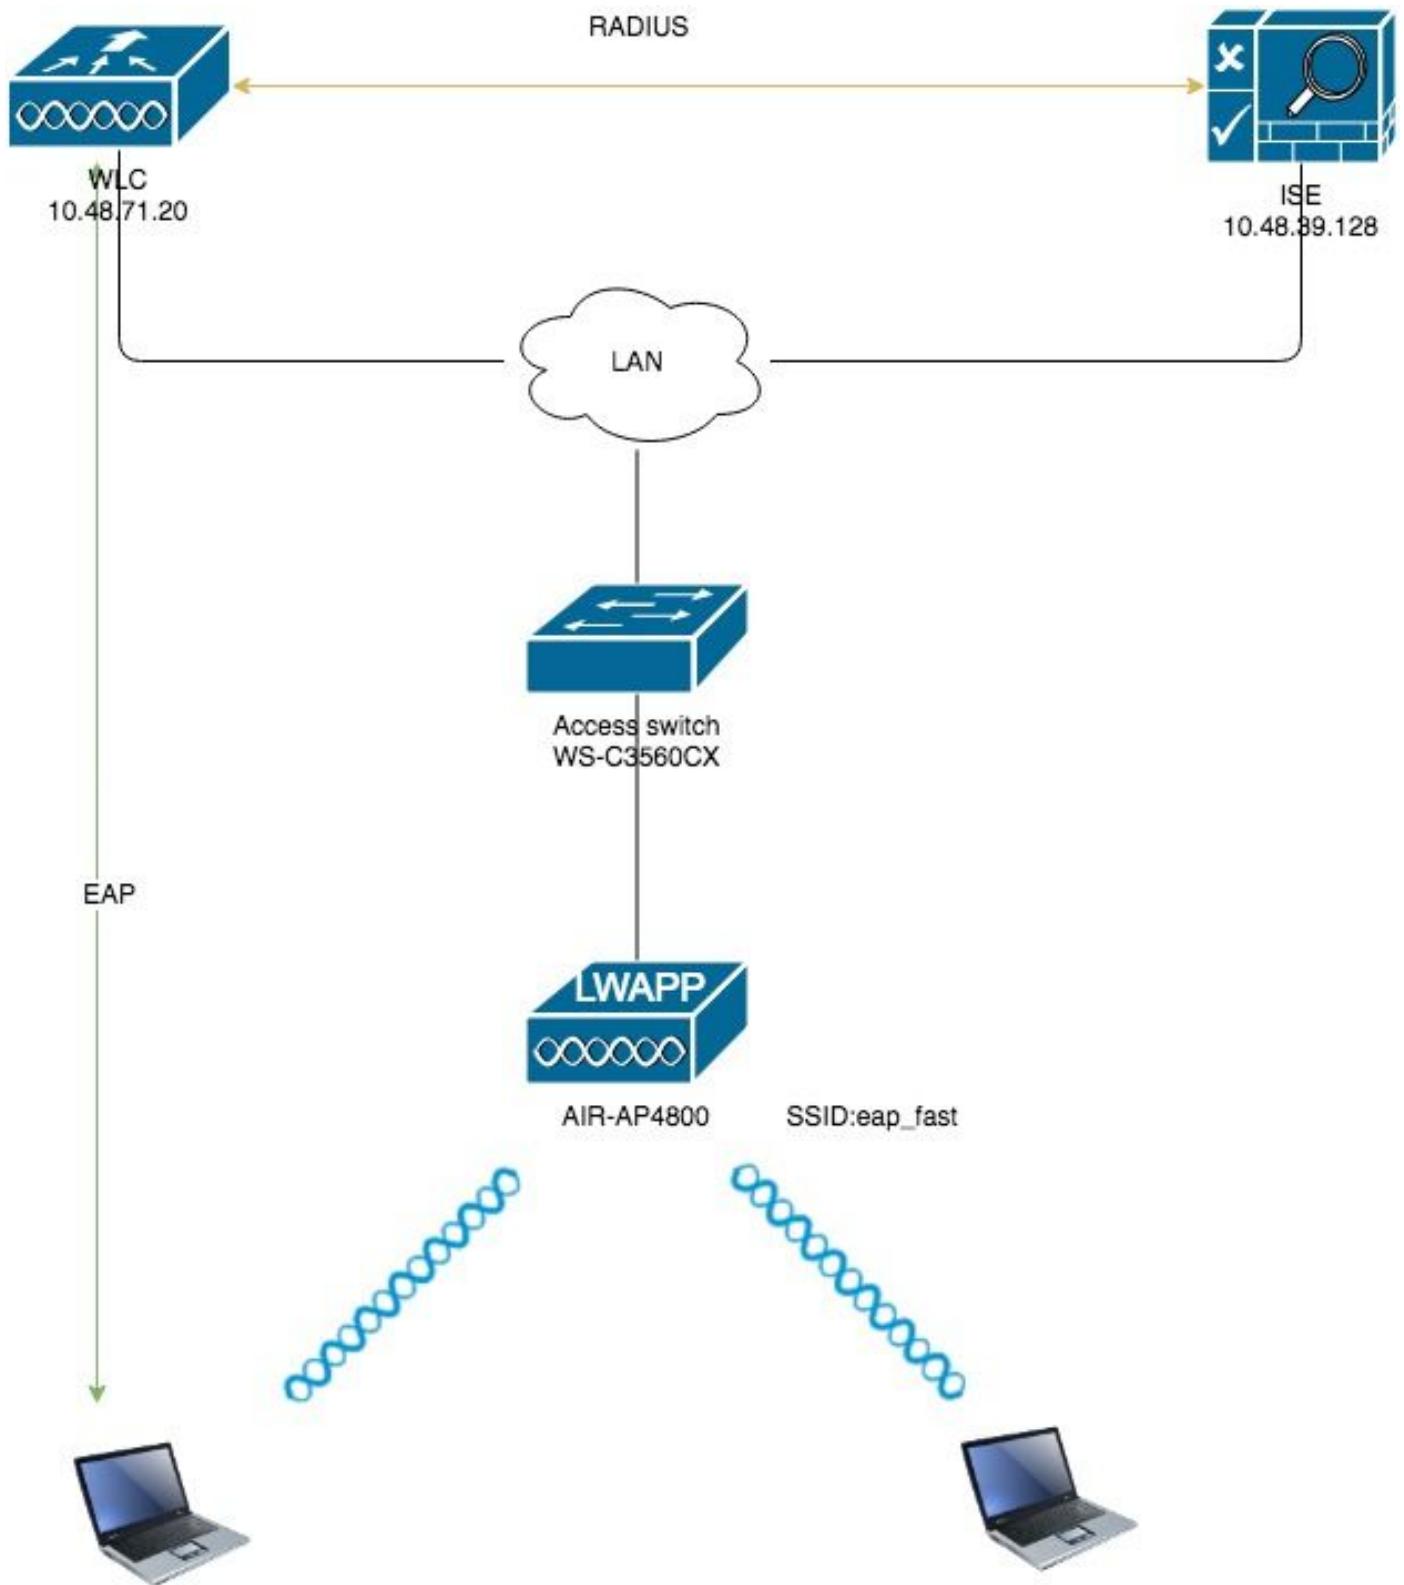 RADIUS
WLC
10.48.71.20
ISE
10.48.39.128
LAN
Access switch
WS-C3560CX
EAP
LWAPP
AIR-AP4800
SSID:eap_fast